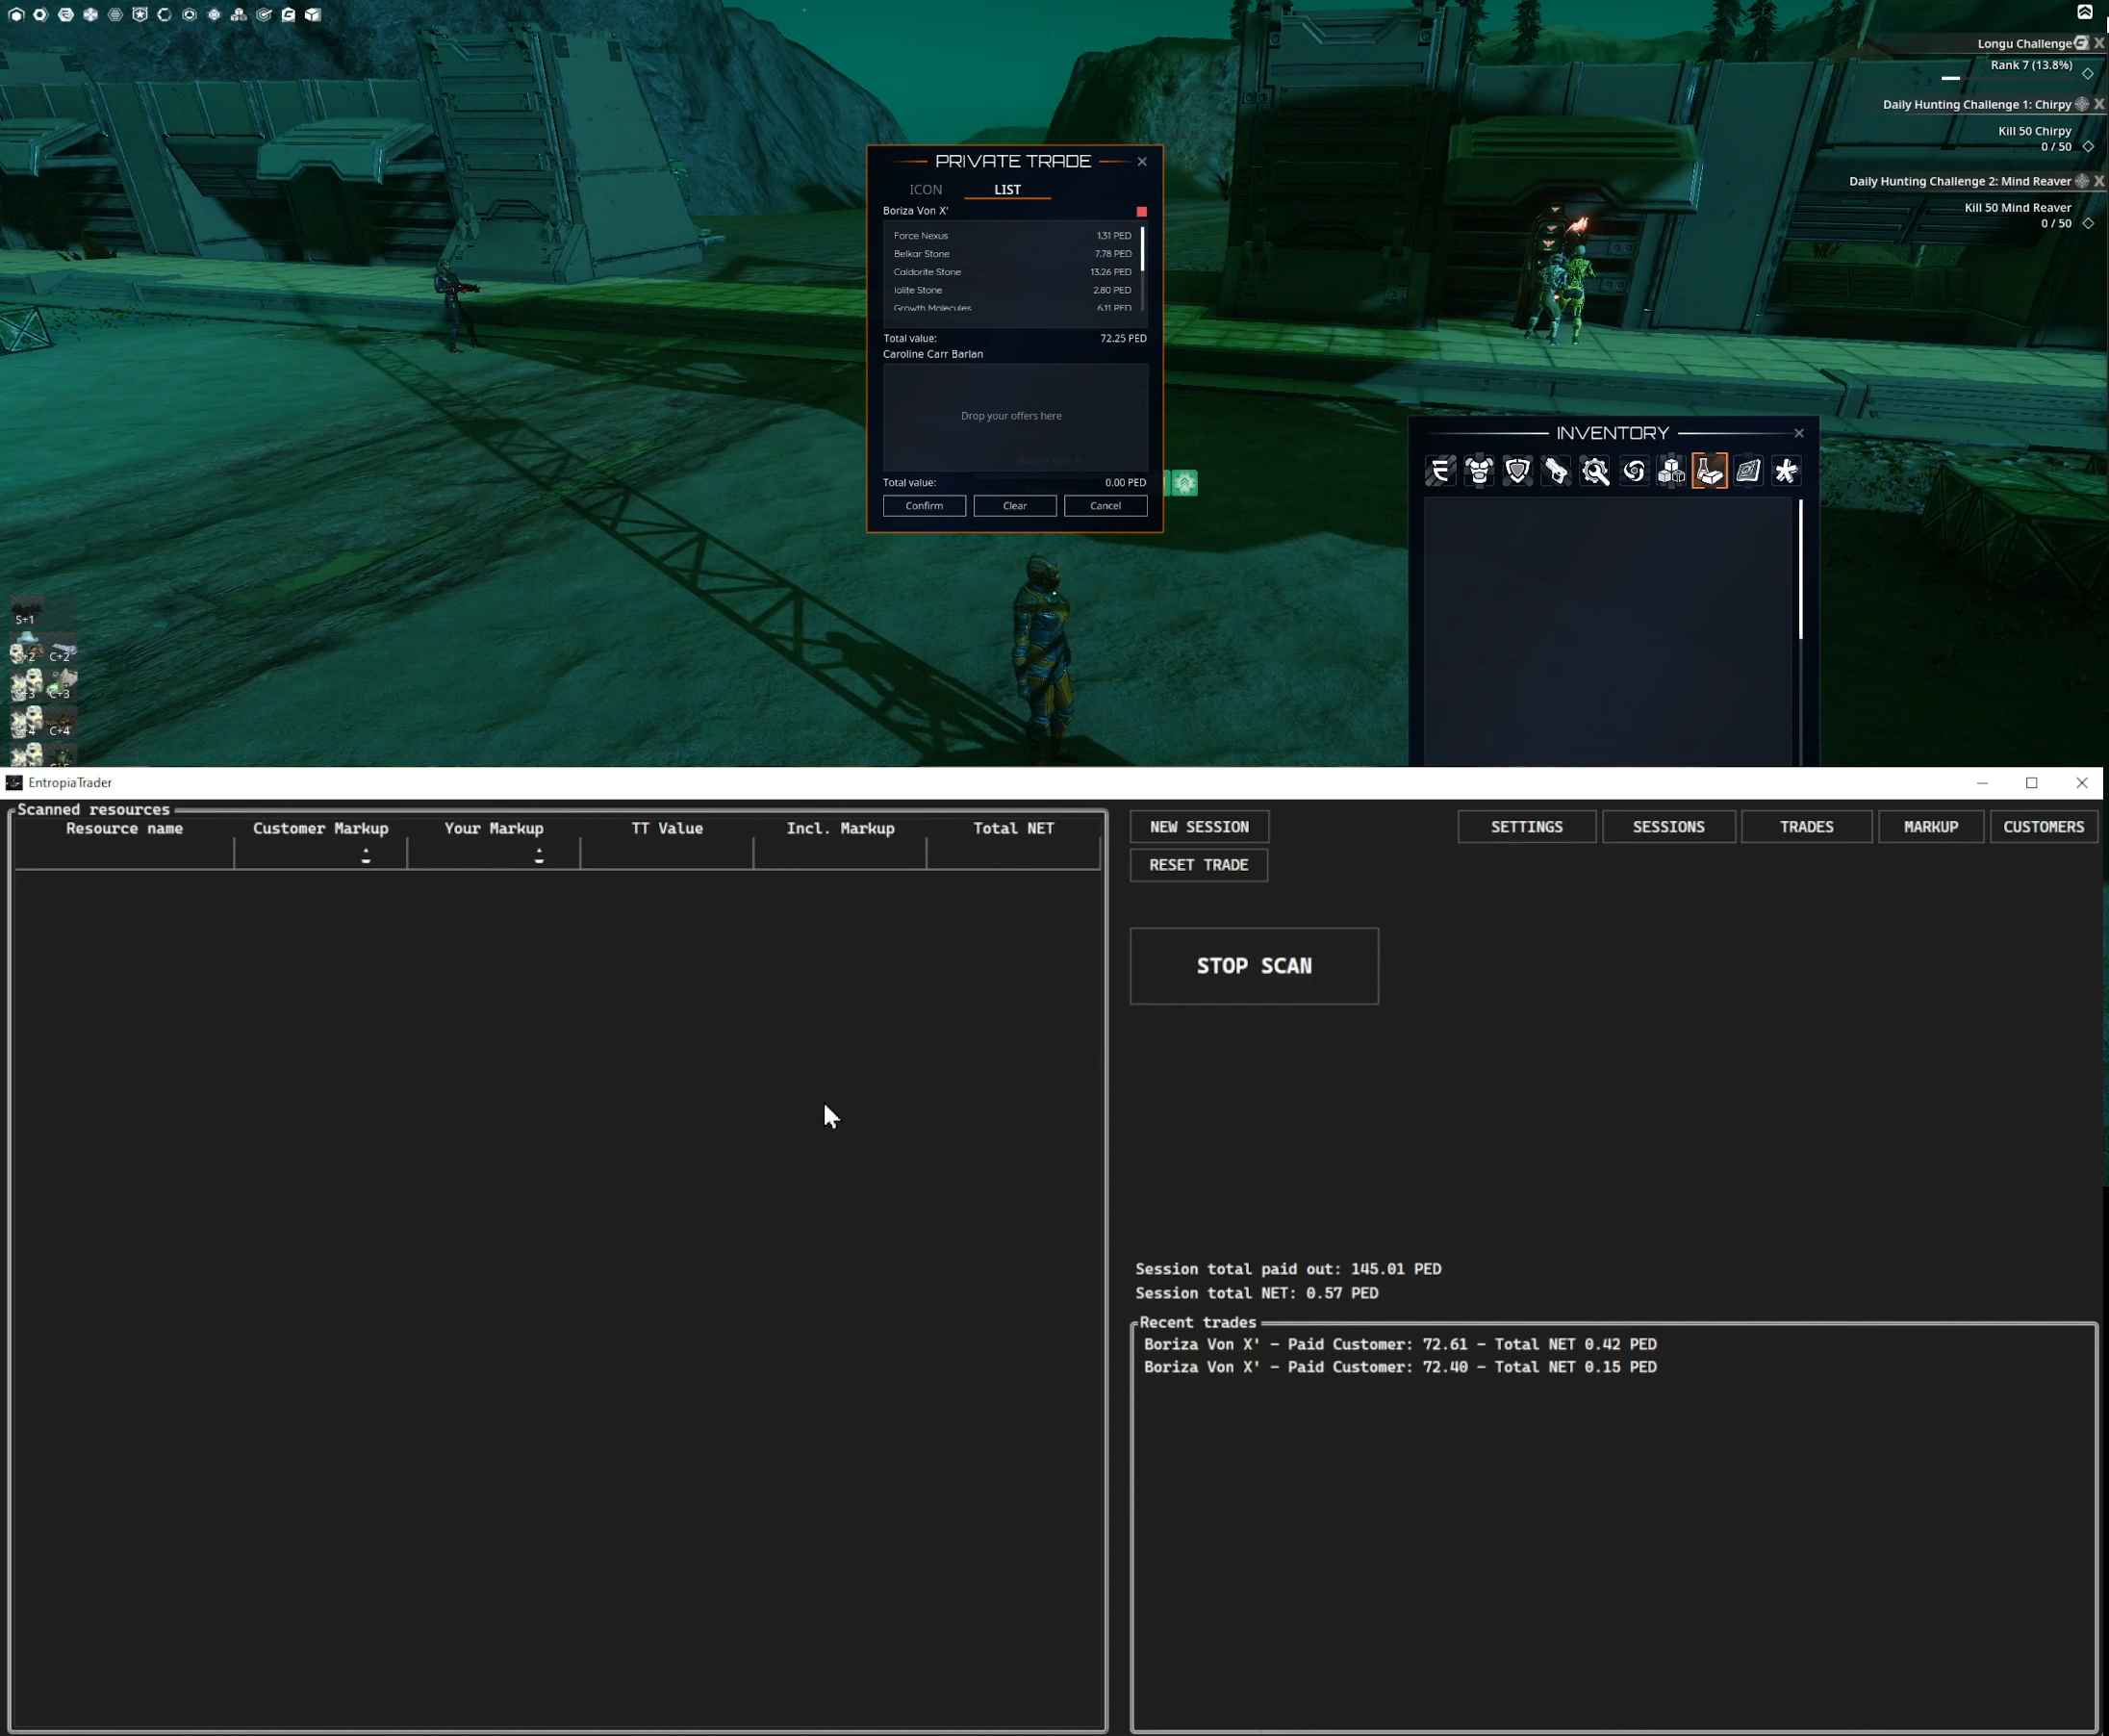 Longu Challenge
Rank 7 (13.8%)
Daily Hunting Challenge 1: Chirpy
Kill 50 Chirpy
0 / 50
Daily Hunting Challenge 2: Mind Reaver
Kill 50 Mind Reaver
0 / 50
PRIVATE TRADE
ICON LIST
Boriza Von X'
Force Nexus 1.31 PED
Belkar Stone 7.78 PED
Caldorite Stone 13.26 PED
Iolite Stone 2.80 PED
Growth Molecules 6.11 PED
Total value: 72.25 PED
Caroline Carr Barlan
Drop your offers here
Total value: 0.00 PED
Confirm Clear Cancel
INVENTORY
S+1
S+2 C+2
S+3 C+3
S+4 C+4
EntropiaTrader
Scanned resources
Resource name Customer Markup Your Markup TT Value Incl. Markup Total NET
NEW SESSION SETTINGS SESSIONS TRADES MARKUP CUSTOMERS
RESET TRADE
STOP SCAN
Session total paid out: 145.01 PED
Session total NET: 0.57 PED
Recent trades
Boriza Von X' - Paid Customer: 72.61 - Total NET 0.42 PED
Boriza Von X' - Paid Customer: 72.40 - Total NET 0.15 PED